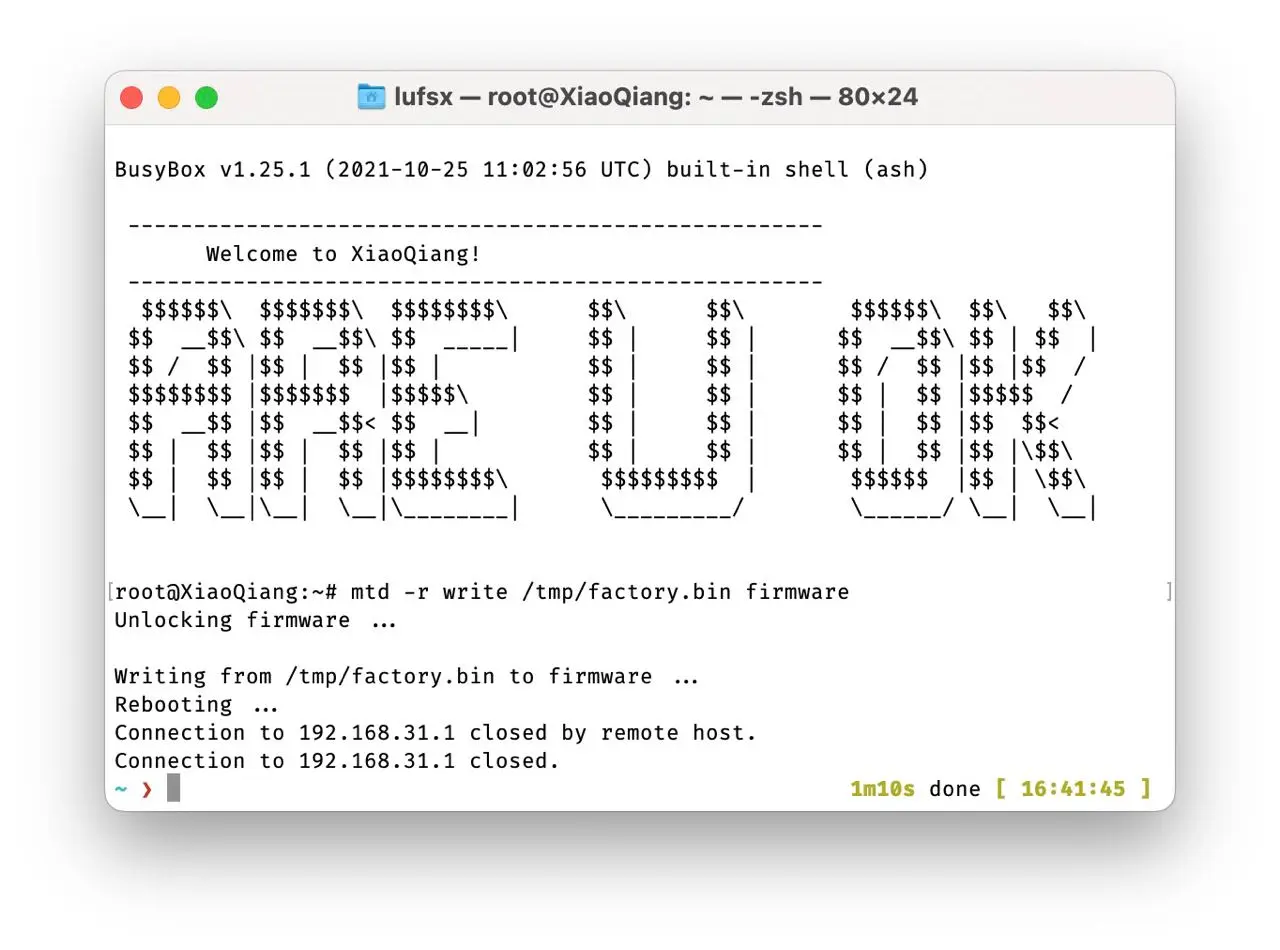 lufsx — root@XiaoQiang: ~ — -zsh — 80×24
BusyBox v1.25.1 (2021-10-25 11:02:56 UTC) built-in shell (ash)
 -----------------------------------------------------
       Welcome to XiaoQiang!
 -----------------------------------------------------
  $$$$$$\  $$$$$$$\  $$$$$$$$\      $$\      $$\        $$$$$$\  $$\   $$\
 $$  __$$\ $$  __$$\ $$  _____|     $$ |     $$ |      $$  __$$\ $$ | $$  |
 $$ /  $$ |$$ |  $$ |$$ |           $$ |     $$ |      $$ /  $$ |$$ |$$  /
 $$$$$$$$ |$$$$$$$  |$$$$$\         $$ |     $$ |      $$ |  $$ |$$$$$  /
 $$  __$$ |$$  __$$< $$  __|        $$ |     $$ |      $$ |  $$ |$$  $$<
 $$ |  $$ |$$ |  $$ |$$ |           $$ |     $$ |      $$ |  $$ |$$ |\$$\
 $$ |  $$ |$$ |  $$ |$$$$$$$$\       $$$$$$$$$  |       $$$$$$  |$$ | \$$\
 \__|  \__|\__|  \__|\________|      \_________/        \______/ \__|  \__|
[root@XiaoQiang:~# mtd -r write /tmp/factory.bin firmware ]
Unlocking firmware ...
Writing from /tmp/factory.bin to firmware ...
Rebooting ...
Connection to 192.168.31.1 closed by remote host.
Connection to 192.168.31.1 closed.
~ ❯ 1m10s done [ 16:41:45 ]